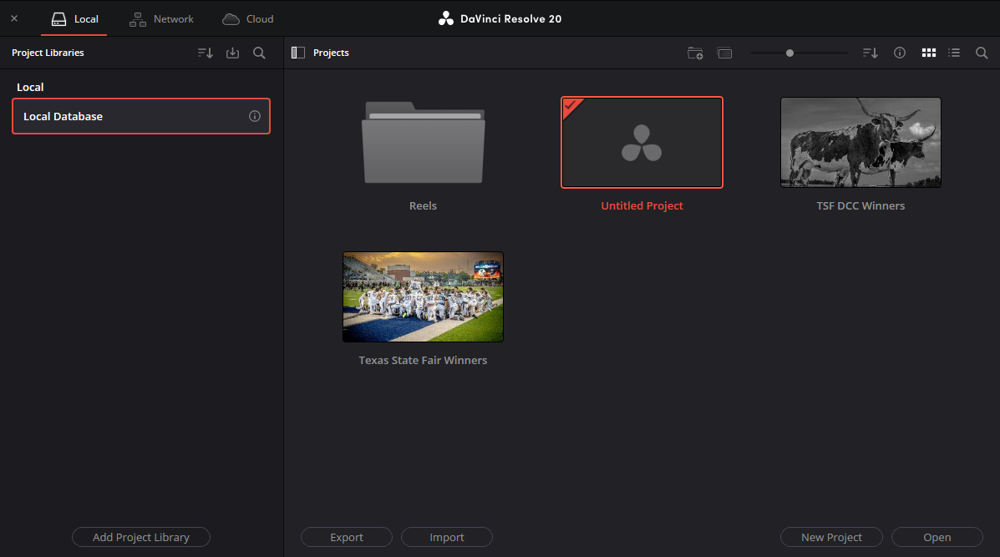 Local
Network
Cloud
DaVinci Resolve 20
Project Libraries
Projects
Local
Local Database
Reels
Untitled Project
TSF DCC Winners
Texas State Fair Winners
Add Project Library
Export
Import
New Project
Open